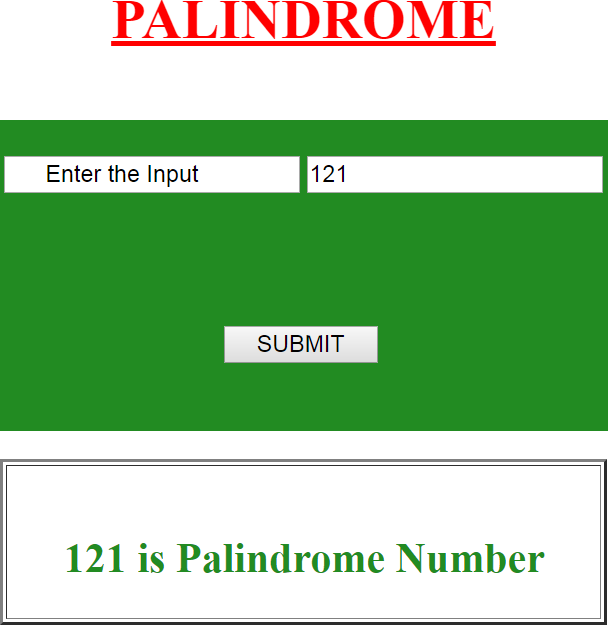 PALINDROME
Enter the Input 121
SUBMIT
121 is Palindrome Number